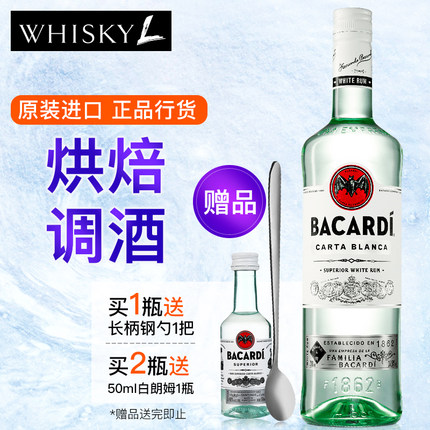 WHISKY L
原装进口 正品行货
烘焙
调酒
赠品
买1瓶送
长柄钢勺1把
买2瓶送
50ml白朗姆1瓶
*赠品送完即止
WHITE RUM
BACARDÍ
CARTA BLANCA
SUPERIOR WHITE RUM
ESTABLECIDO EN 1862
FAMILIA
BACARDÍ
1862
BACARDÍ
SUPERIOR